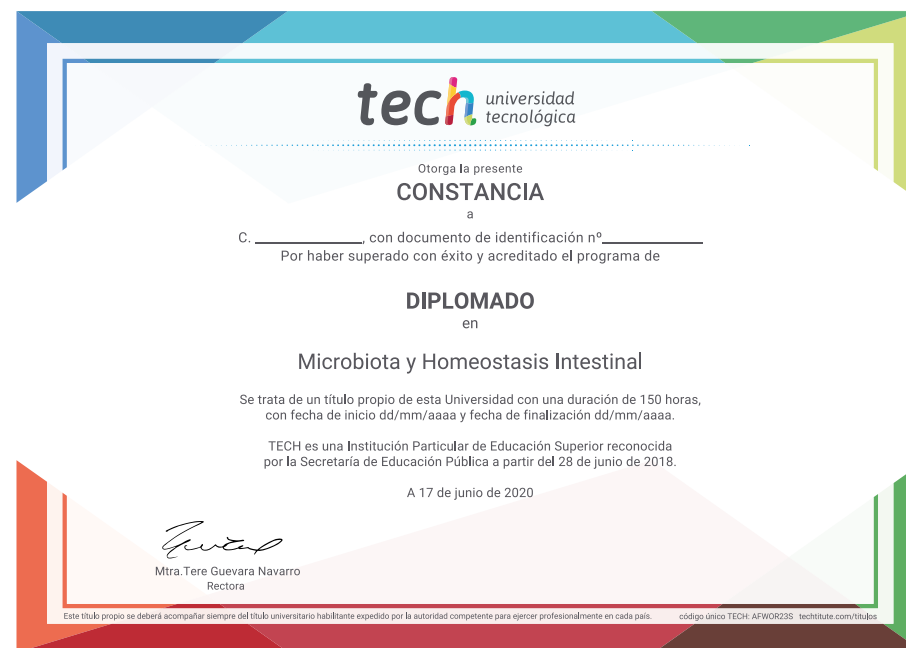 tech universidad
tecnológica
Otorga la presente
CONSTANCIA
a
C. ____________, con documento de identificación nº____________
Por haber superado con éxito y acreditado el programa de
DIPLOMADO
en
Microbiota y Homeostasis Intestinal
Se trata de un título propio de esta Universidad con una duración de 150 horas,
con fecha de inicio dd/mm/aaaa y fecha de finalización dd/mm/aaaa.
TECH es una Institución Particular de Educación Superior reconocida
por la Secretaría de Educación Pública a partir del 28 de junio de 2018.
A 17 de junio de 2020
Mtra.Tere Guevara Navarro
Rectora
Este título propio se deberá acompañar siempre del título universitario habilitante expedido por la autoridad competente para ejercer profesionalmente en cada país. código único TECH: AFWOR23S techtitute.com/titulos